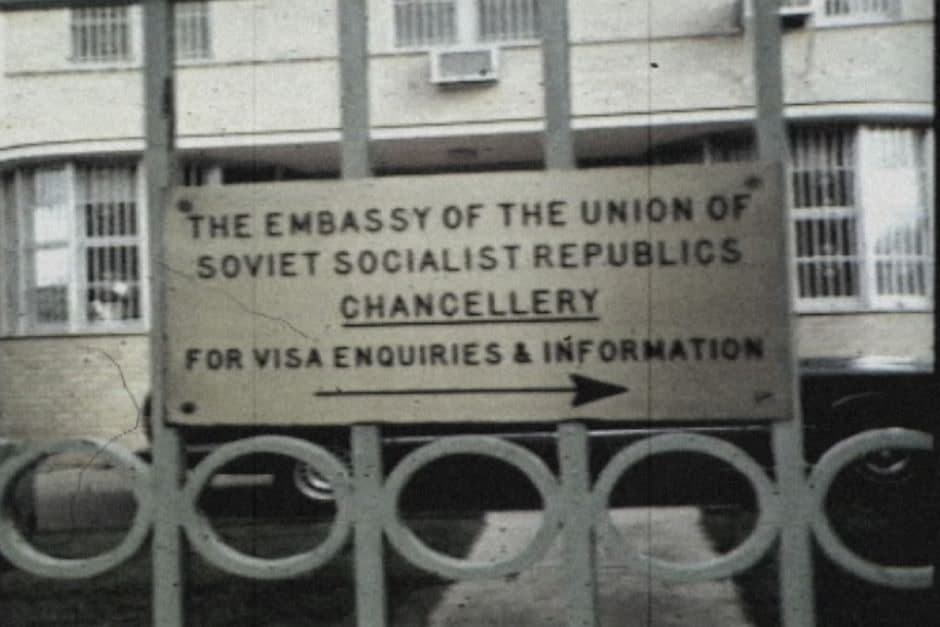 THE EMBASSY OF THE UNION OF
SOVIET SOCIALIST REPUBLICS
CHANCELLERY
FOR VISA ENQUIRIES & INFORMATION